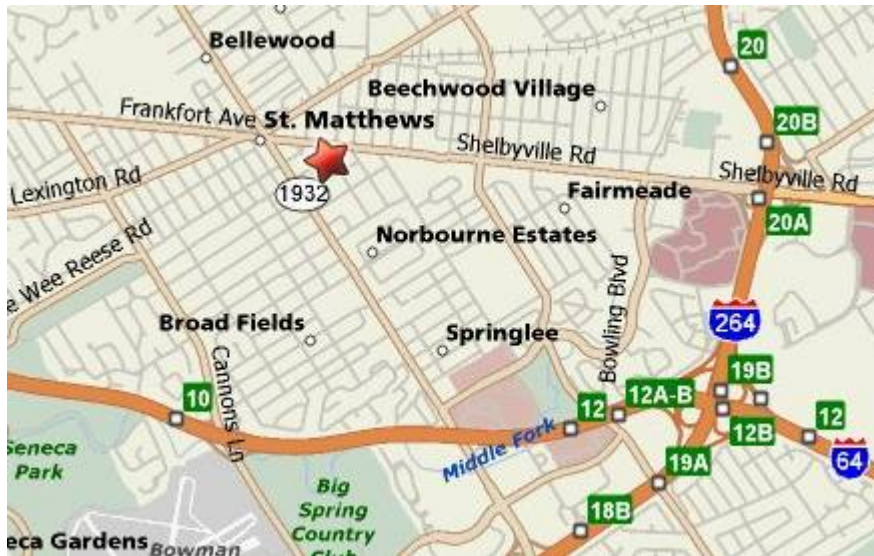 Bellewood
20
Beechwood Village
Frankfort Ave
St. Matthews
20B
Shelbyville Rd
Shelbyville Rd
Lexington Rd
1932
Fairmeade
20A
Wee Reese Rd
Norbourne Estates
Bowling Blvd
264
Broad Fields
Springlee
Cannons Ln
19B
10
12
12A-B
12
12B
Middle Fork
64
Seneca
Park
19A
Big
Spring
Country
Club
18B
eca Gardens
Bowman